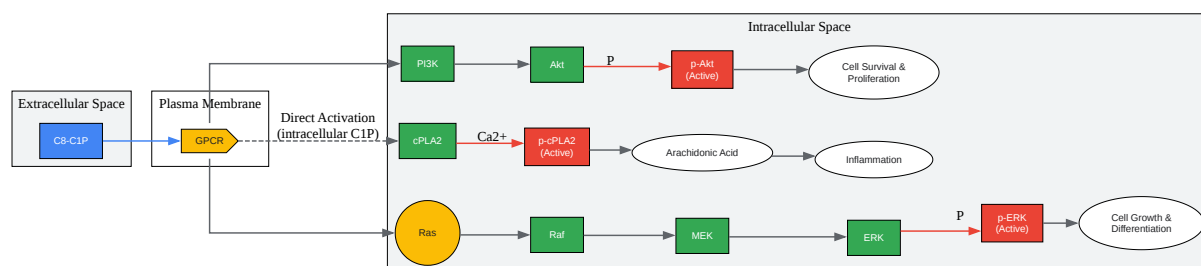 Intracellular Space
PI3K
Akt
P
p-Akt
(Active)
Cell Survival &
Proliferation
Extracellular Space
C8-C1P
Plasma Membrane
GPCR
Direct Activation
(intracellular C1P)
cPLA2
Ca2+
p-cPLA2
(Active)
Arachidonic Acid
Inflammation
Ras
Raf
MEK
ERK
P
p-ERK
(Active)
Cell Growth &
Differentiation